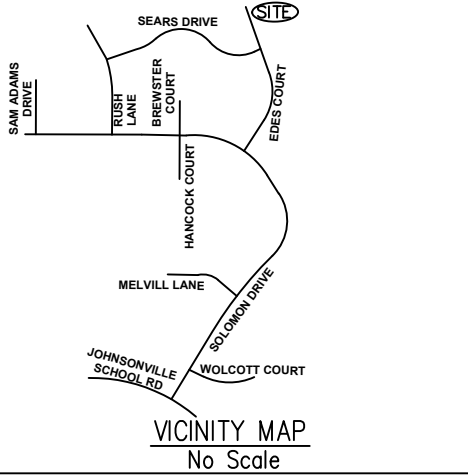 SITE
SEARS DRIVE
SAM ADAMS
DRIVE
RUSH
LANE
BREWSTER
COURT
EDES COURT
HANCOCK COURT
MELVILL LANE
SOLOMON DRIVE
JOHNSONVILLE
SCHOOL RD
WOLCOTT COURT
VICINITY MAP
No Scale